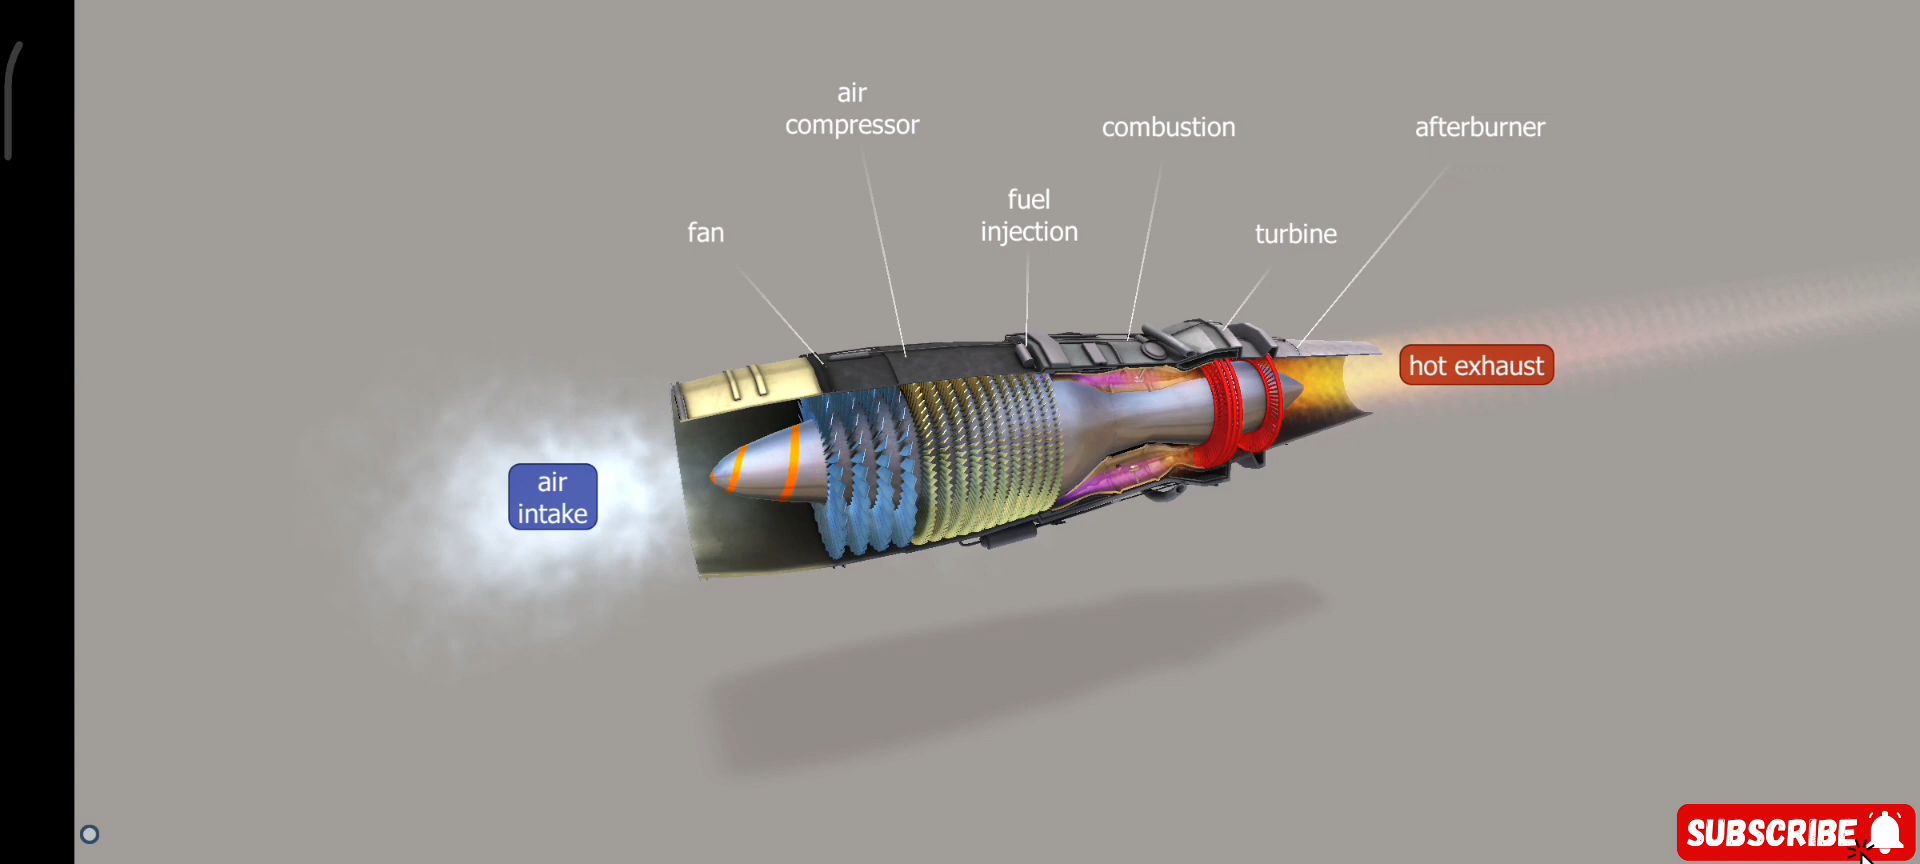 air
compressor
combustion
afterburner
fuel
injection
fan
turbine
hot exhaust
air
intake
SUBSCRIBE